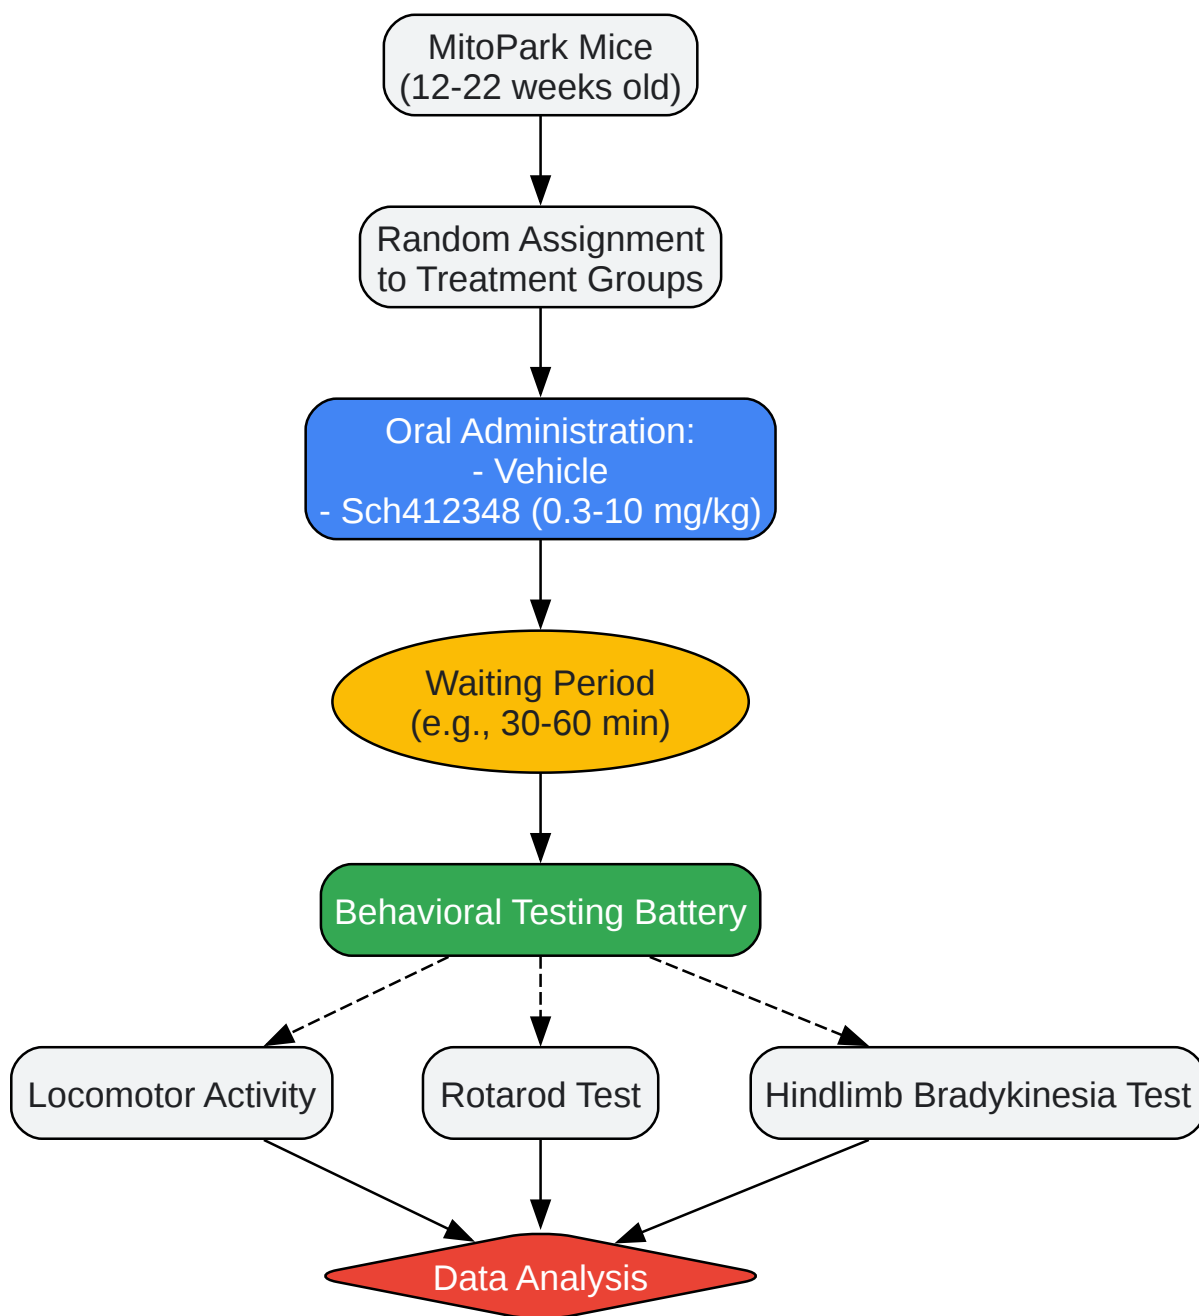 MitoPark Mice
(12-22 weeks old)
Random Assignment
to Treatment Groups
Oral Administration:
- Vehicle
- Sch412348 (0.3-10 mg/kg)
Waiting Period
(e.g., 30-60 min)
Behavioral Testing Battery
Locomotor Activity
Rotarod Test
Hindlimb Bradykinesia Test
Data Analysis